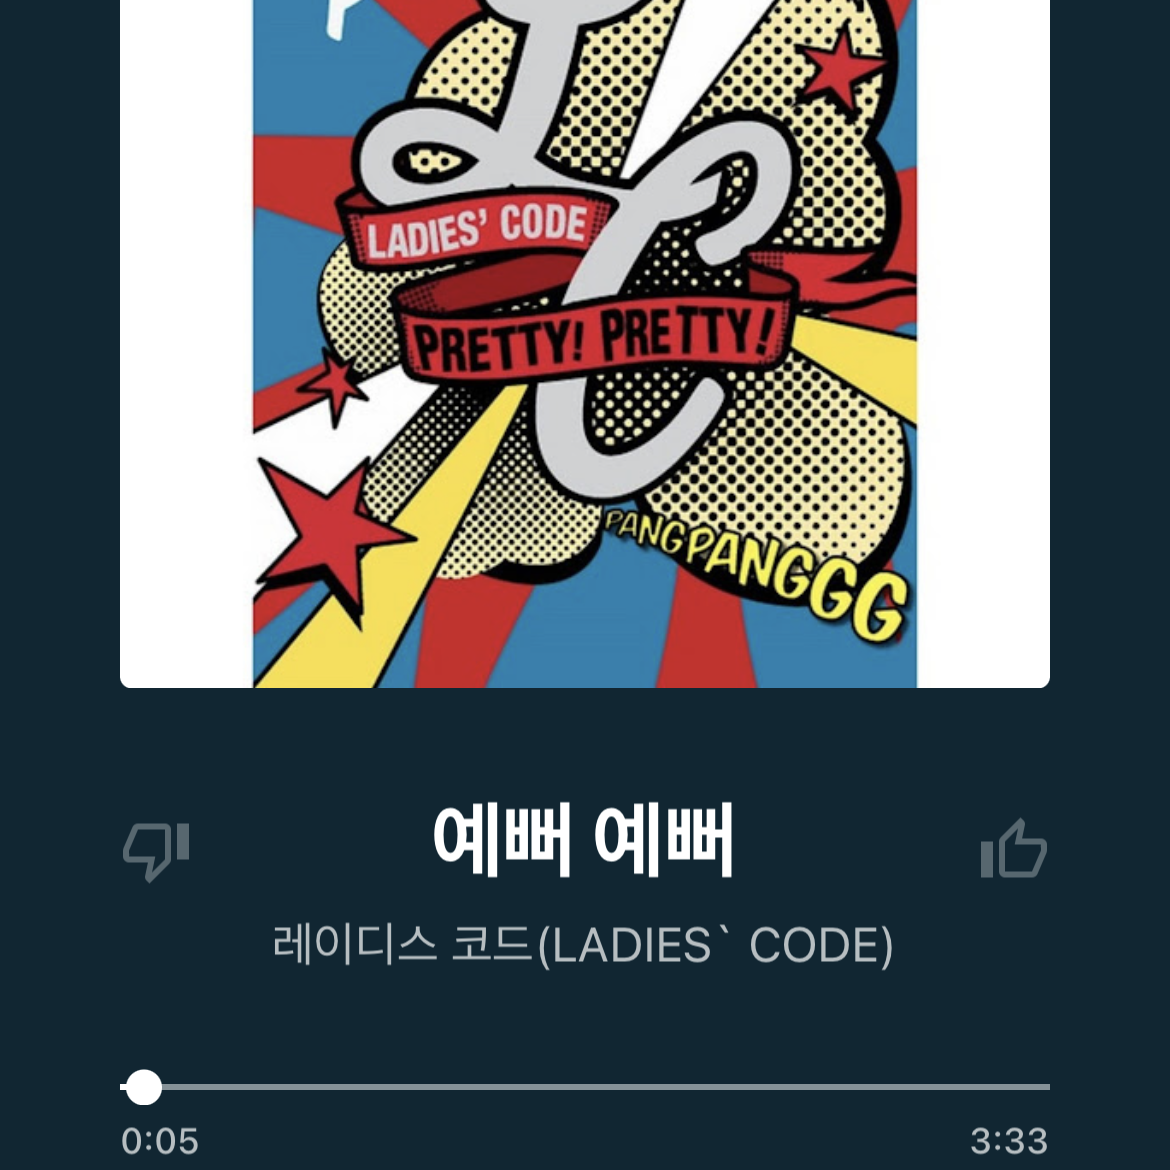 LADIES' CODE
PRETTY! PRETTY!
PANGPANGGG
예뻐 예뻐
레이디스 코드(LADIES` CODE)
0:05
3:33